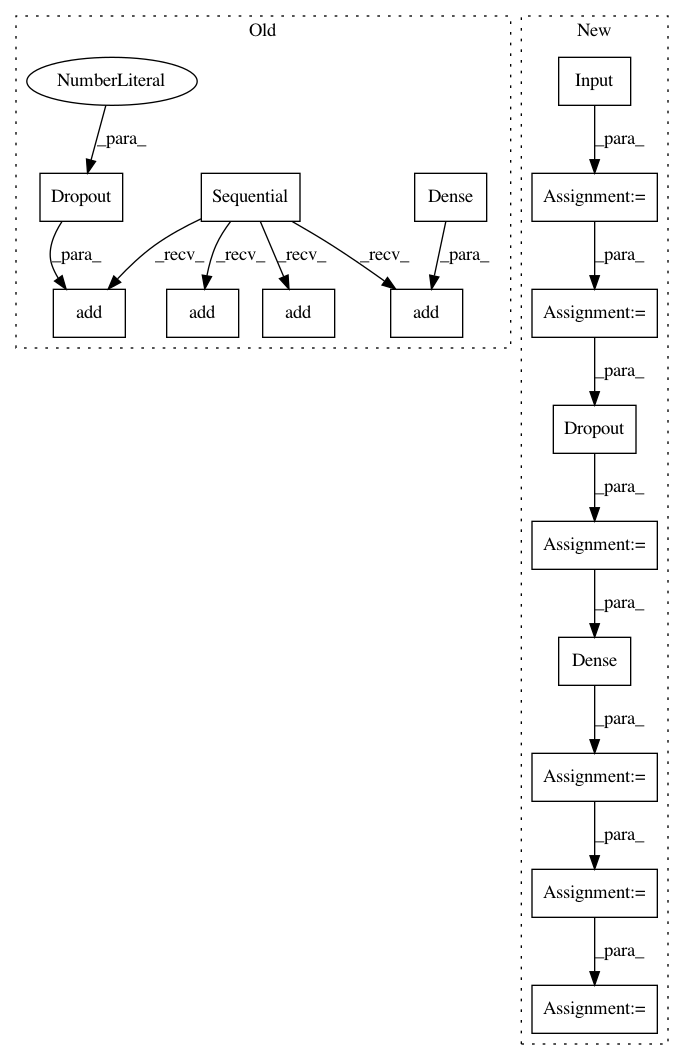 Old
New
NumberLiteral
Input
_para_
_para_
Dropout
Sequential
Dense
Assignment:=
_para_
_recv_
_recv_
_recv_
_recv_
_para_
_para_
add
add
add
add
Assignment:=
_para_
Dropout
_para_
Assignment:=
_para_
Dense
_para_
Assignment:=
_para_
Assignment:=
_para_
Assignment:=